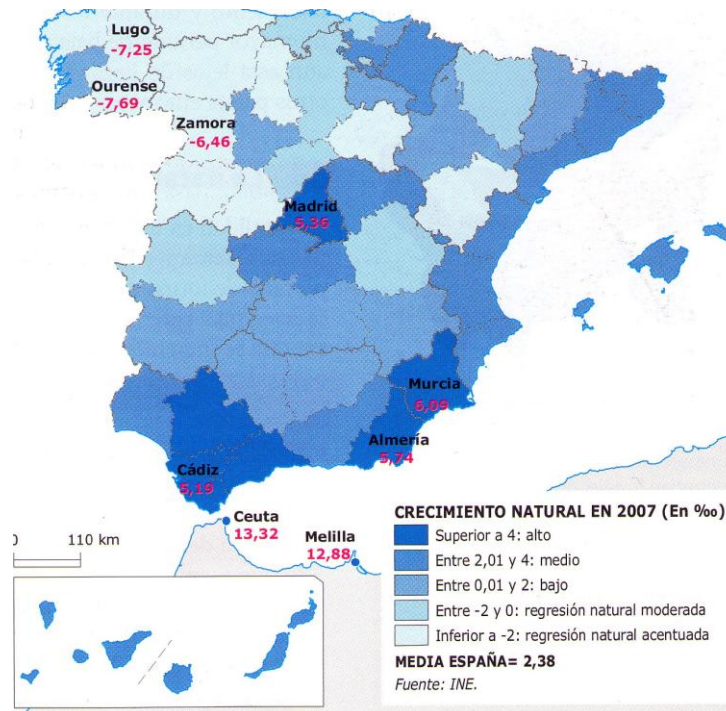 Lugo
-7,25
Ourense
-7,69
Zamora
-6,46
Madrid
5,36
Murcia
6,09
Almería
5,74
Cádiz
5,19
Ceuta
13,32
Melilla
12,88
0 110 km
CRECIMIENTO NATURAL EN 2007 (En ‰)
Superior a 4: alto
Entre 2,01 y 4: medio
Entre 0,01 y 2: bajo
Entre -2 y 0: regresión natural moderada
Inferior a -2: regresión natural acentuada
MEDIA ESPAÑA= 2,38
Fuente: INE.